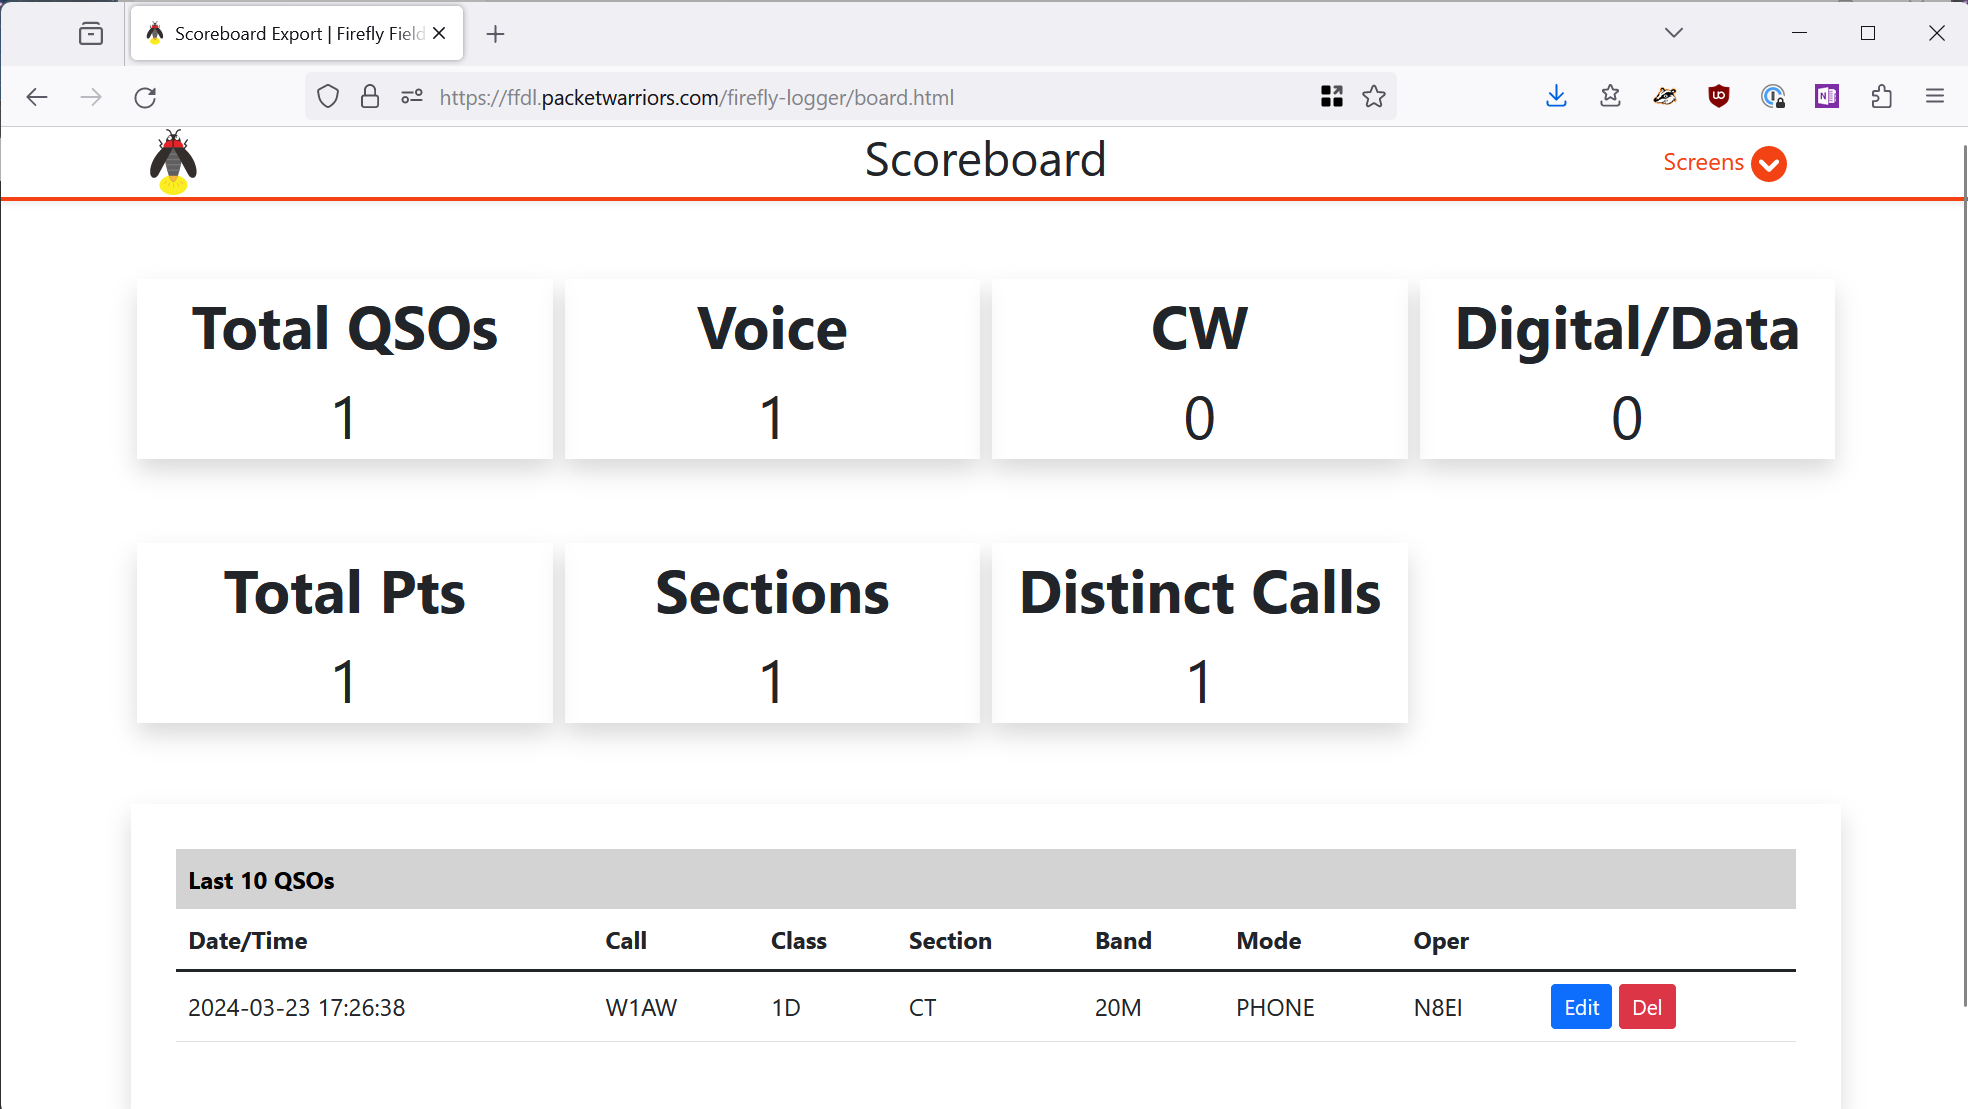 Scoreboard Export | Firefly Field
https://ffdl.packetwarriors.com/firefly-logger/board.html
Scoreboard
Screens
Total QSOs Voice CW Digital/Data
1 1 0 0
Total Pts Sections Distinct Calls
1 1 1
Last 10 QSOs
Date/Time Call Class Section Band Mode Oper
2024-03-23 17:26:38 W1AW 1D CT 20M PHONE N8EI Edit Del